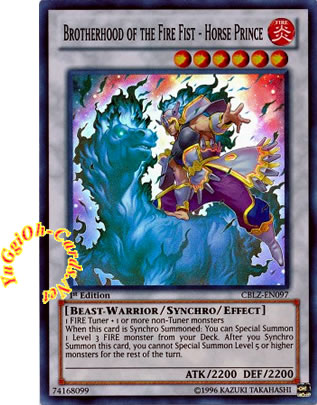 BROTHERHOOD OF THE FIRE FIST - HORSE PRINCE
FIRE
炎
YuGgiOh-Cards.Net
1st Edition
CBLZ-EN097
[BEAST-WARRIOR / SYNCHRO / EFFECT]
1 FIRE Tuner + 1 or more non-Tuner monsters
When this card is Synchro Summoned: You can Special Summon
1 Level 3 FIRE monster from your Deck. After you Synchro
Summon this card, you cannot Special Summon Level 5 or higher
monsters for the rest of the turn.
ATK/2200 DEF/2200
74168099
©1996 KAZUKI TAKAHASHI